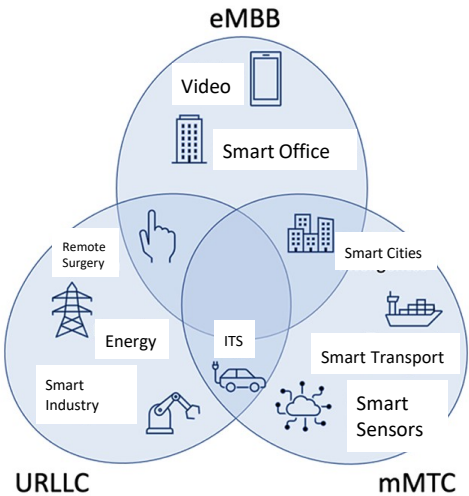 eMBB
Video
Smart Office
Remote
Surgery
Smart Cities
Energy
ITS
Smart Transport
Smart
Industry
Smart
Sensors
URLLC
mMTC